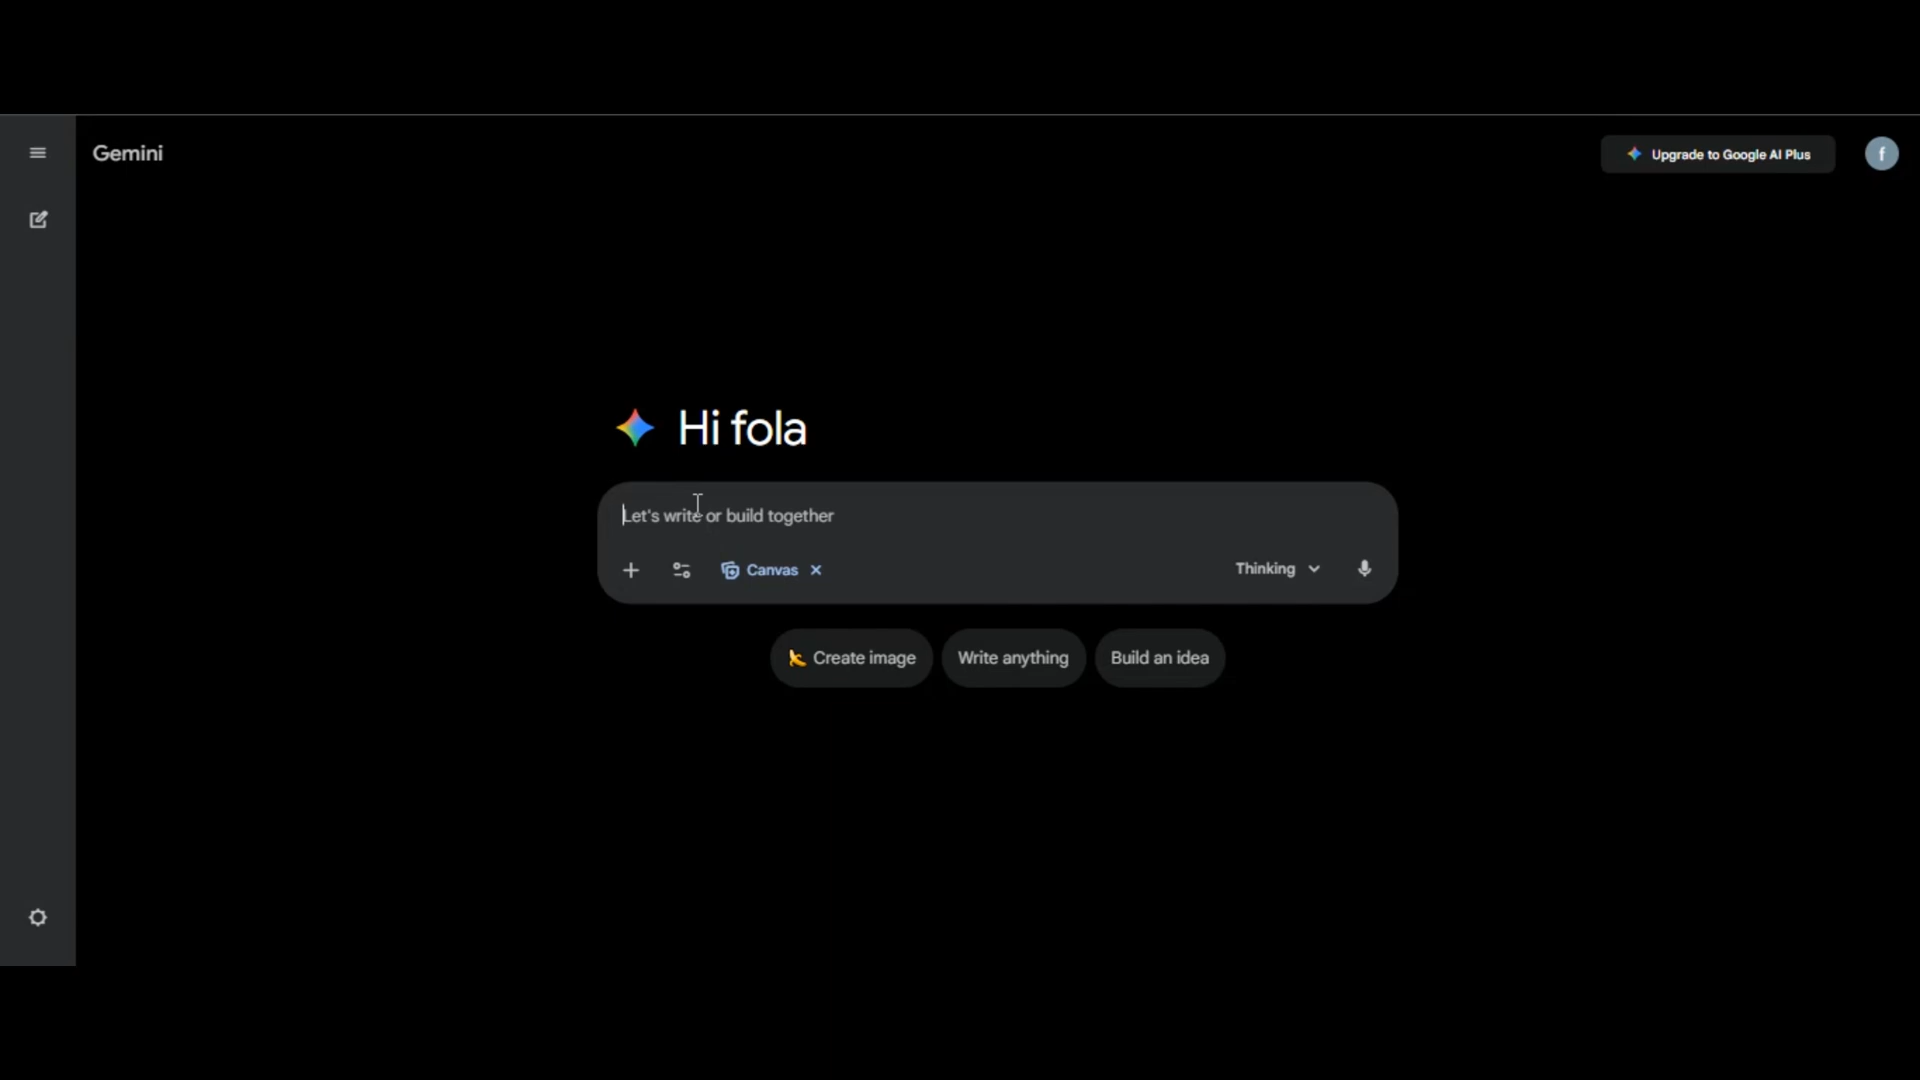 Gemini
Upgrade to Google AI Plus
f
Hi fola
Let's write or build together
Canvas
Thinking
Create image
Write anything
Build an idea